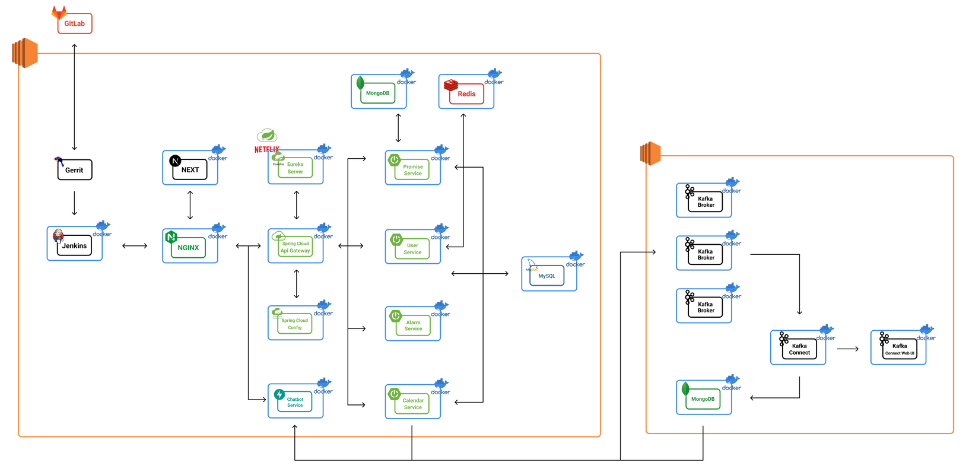 GitLab
docker
MongoDB
docker
Redis
NETFLIX
docker
Gerrit
docker
NEXT
docker
Eureka
Server
docker
Promise
Service
docker
Jenkins
docker
NGINX
docker
Spring Cloud
Api Gateway
docker
User
Service
docker
MySQL
docker
Spring Cloud
Config
docker
Alarm
Service
docker
Chatbot
Service
docker
Calendar
Service
docker
Kafka
Broker
docker
Kafka
Broker
docker
Kafka
Broker
docker
Kafka
Connect
docker
Kafka
Connect Web UI
docker
MongoDB